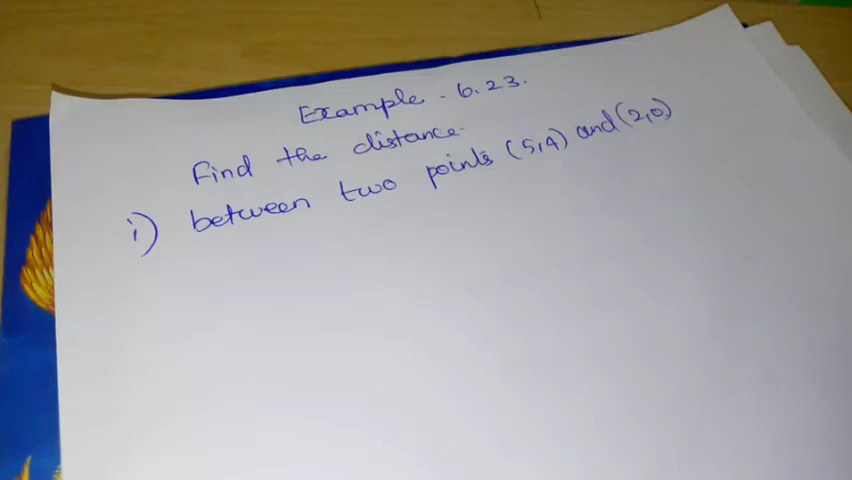 Example - 6.23.
Find the distance.
i) between two points (5,4) and (2,0)